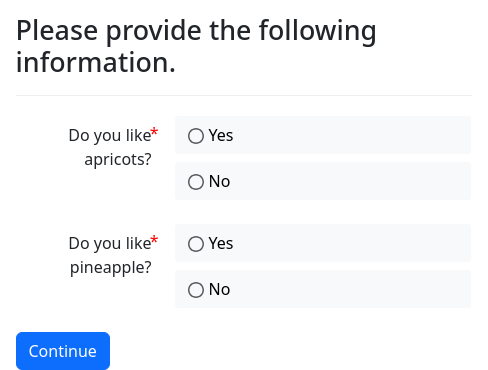 Please provide the following
information.
Do you like*
apricots?
Yes
No
Do you like*
pineapple?
Yes
No
Continue